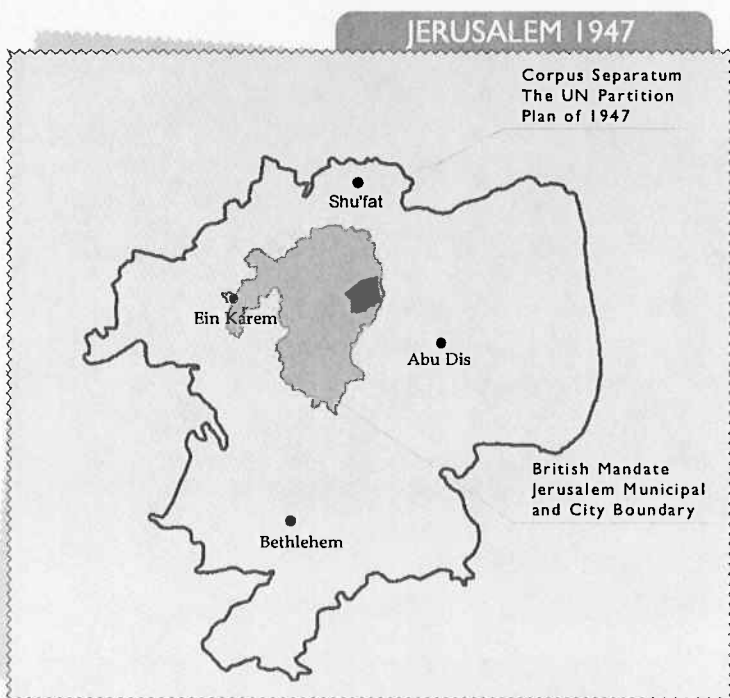 JERUSALEM 1947
Corpus Separatum
The UN Partition
Plan of 1947
Shu'fat
Ein Karem
Abu Dis
British Mandate
Jerusalem Municipal
and City Boundary
Bethlehem